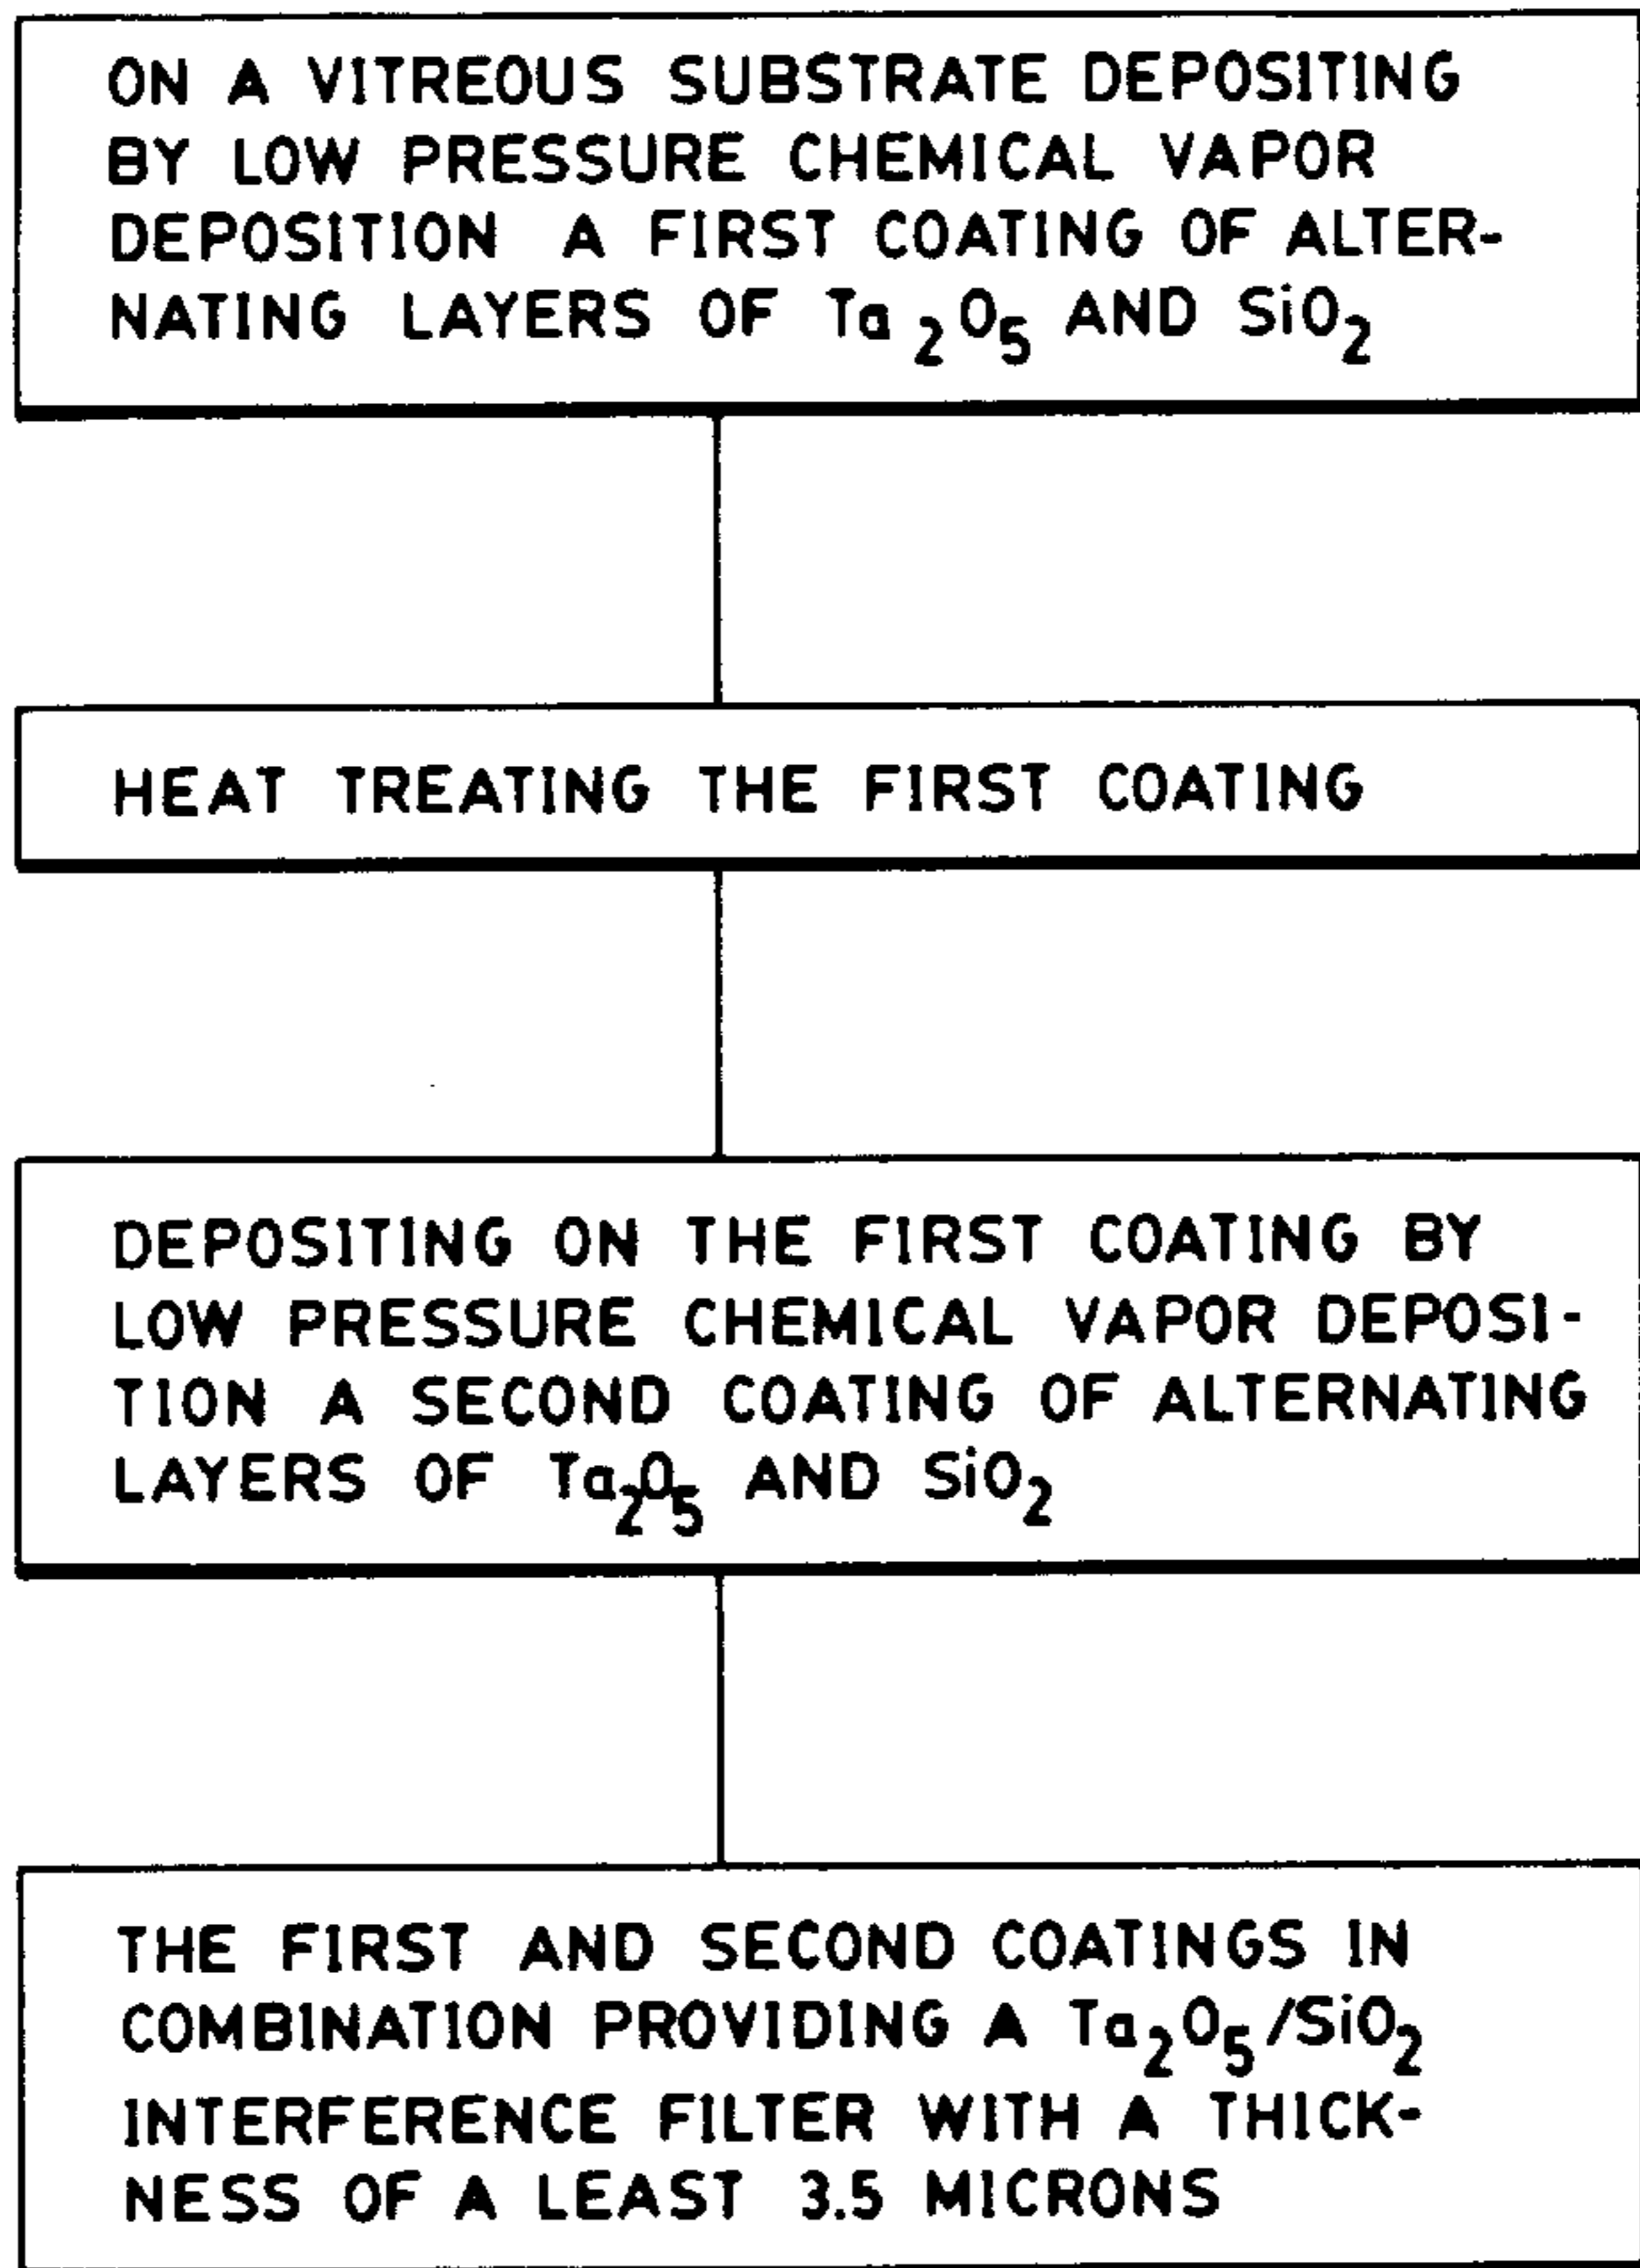 ON A VITREOUS SUBSTRATE DEPOSITING
BY LOW PRESSURE CHEMICAL VAPOR
DEPOSITION A FIRST COATING OF ALTER-
NATING LAYERS OF Ta₂O₅ AND SiO₂
HEAT TREATING THE FIRST COATING
DEPOSITING ON THE FIRST COATING BY
LOW PRESSURE CHEMICAL VAPOR DEPOSI-
TION A SECOND COATING OF ALTERNATING
LAYERS OF Ta₂O₅ AND SiO₂
THE FIRST AND SECOND COATINGS IN
COMBINATION PROVIDING A Ta₂O₅/SiO₂
INTERFERENCE FILTER WITH A THICK-
NESS OF A LEAST 3.5 MICRONS